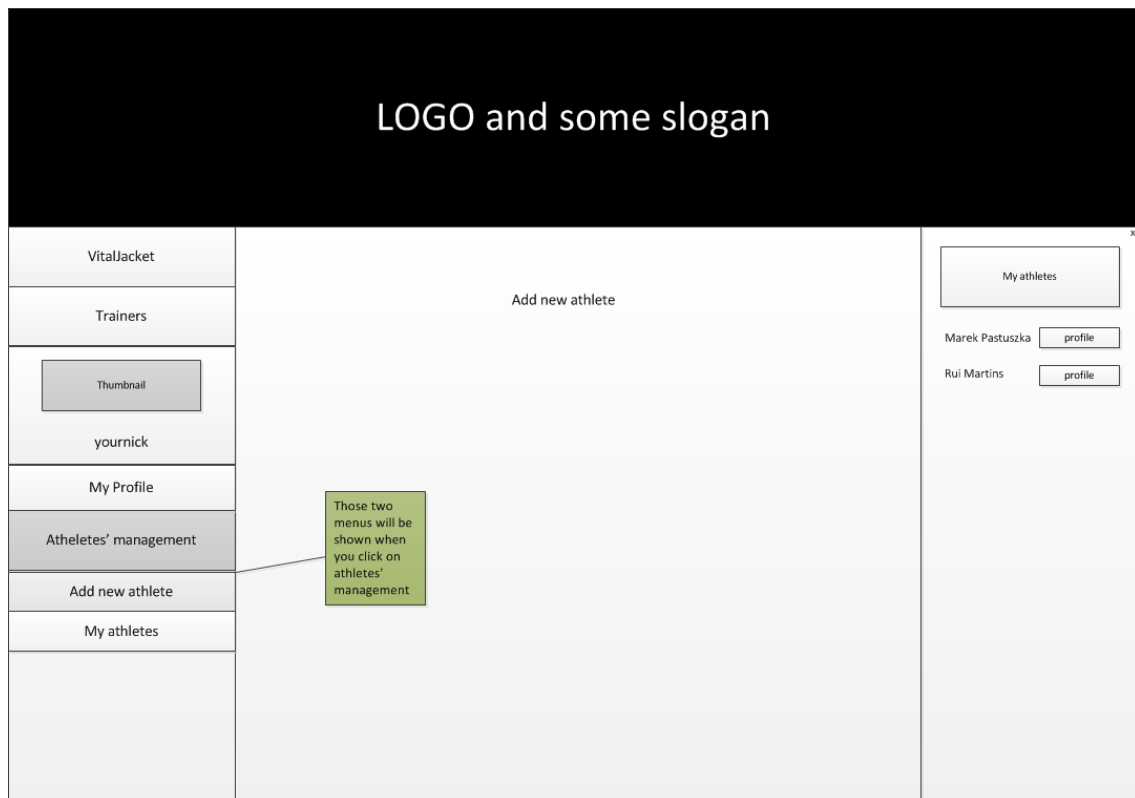 LOGO and some slogan
x
VitalJacket
Trainers
Thumbnail
yournick
My Profile
Atheletes’ management
Add new athlete
My athletes
Add new athlete
Those two
menus will be
shown when
you click on
athletes’
management
My athletes
Marek Pastuszka profile
Rui Martins profile